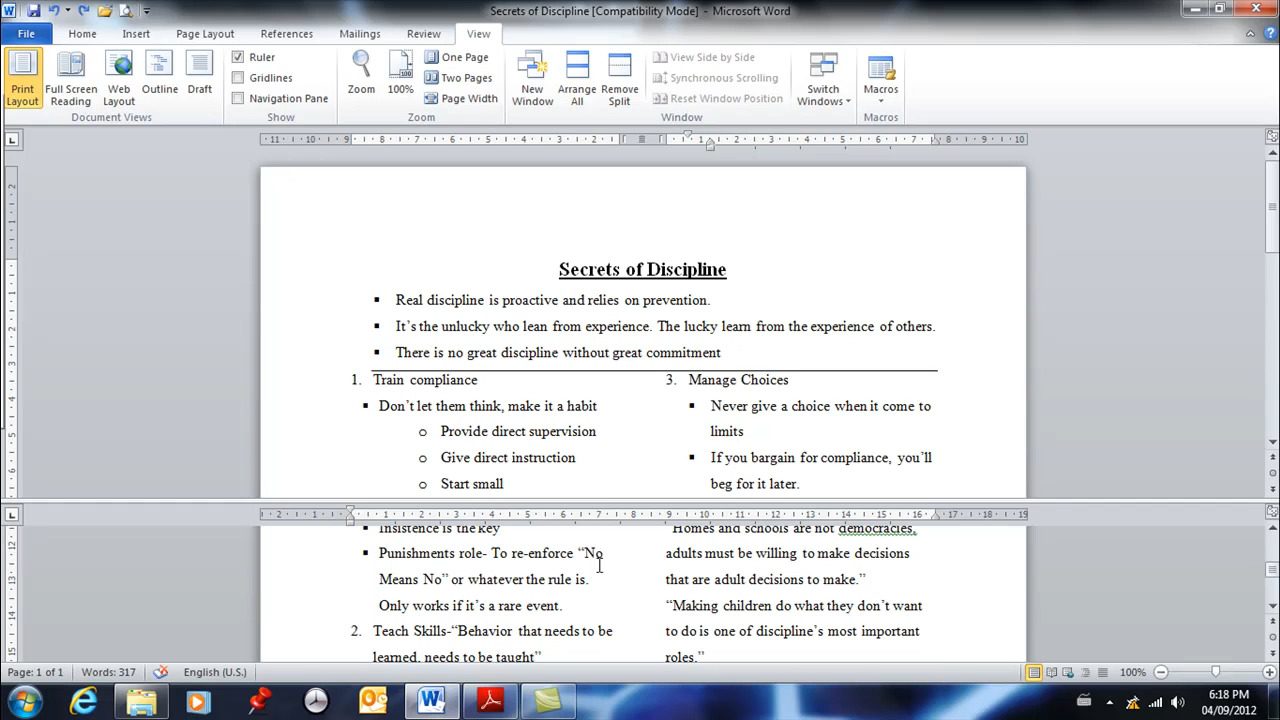 Secrets of Discipline [Compatibility Mode] - Microsoft Word
File Home Insert Page Layout References Mailings Review View
Print Layout
Full Screen Reading
Web Layout
Outline
Draft
Document Views
Ruler
Gridlines
Navigation Pane
Show
Zoom
100%
One Page
Two Pages
Page Width
Zoom
New Window
Arrange All
Remove Split
View Side by Side
Synchronous Scrolling
Reset Window Position
Window
Switch Windows
Macros
Macros
Secrets of Discipline
▪ Real discipline is proactive and relies on prevention.
▪ It’s the unlucky who lean from experience. The lucky learn from the experience of others.
▪ There is no great discipline without great commitment
1. Train compliance
▪ Don’t let them think, make it a habit
o Provide direct supervision
o Give direct instruction
o Start small
3. Manage Choices
▪ Never give a choice when it come to
limits
▪ If you bargain for compliance, you’ll
beg for it later.
▪ Insistence is the key
▪ Punishments role- To re-enforce “No
Means No” or whatever the rule is.
Only works if it’s a rare event.
2. Teach Skills-“Behavior that needs to be
learned, needs to be taught”
“Homes and schools are not democracies,
adults must be willing to make decisions
that are adult decisions to make.”
“Making children do what they don’t want
to do is one of discipline’s most important
roles.”
Page: 1 of 1 Words: 317 English (U.S.) 100%
6:18 PM
04/09/2012